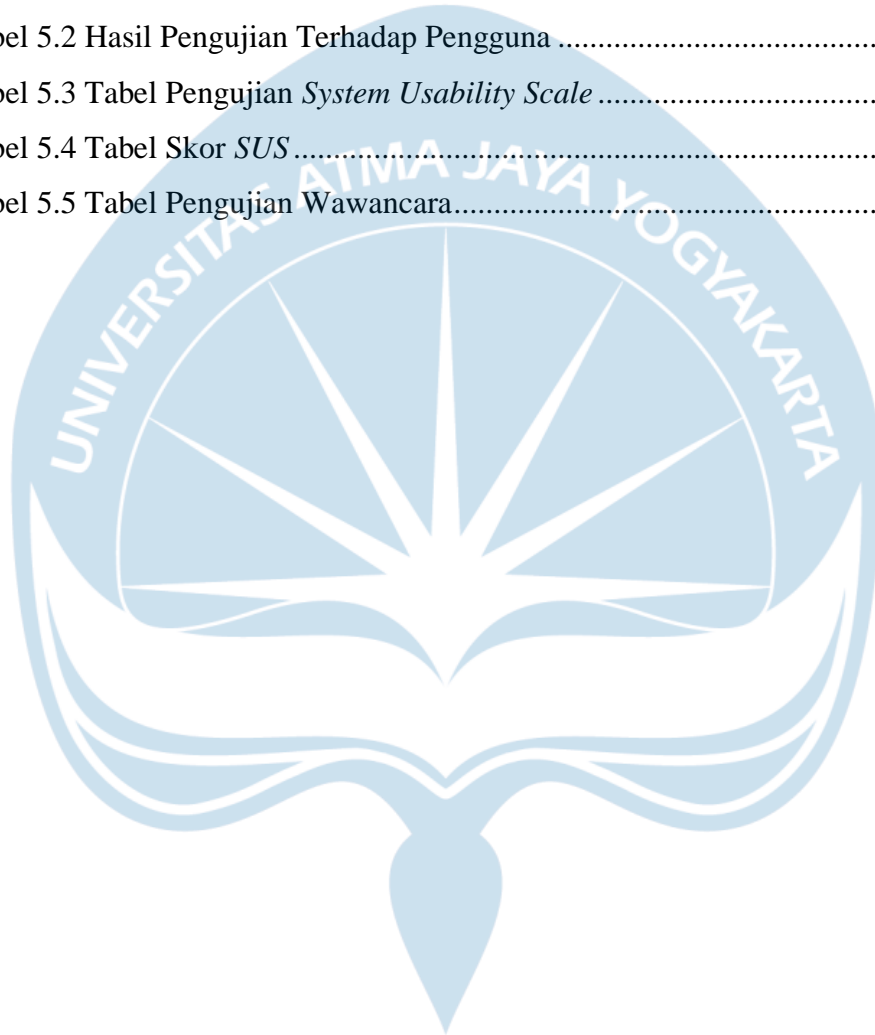 bel 5.2 Hasil Pengujian Terhadap Pengguna ........................................
bel 5.3 Tabel Pengujian System Usability Scale ...................................
bel 5.4 Tabel Skor SUS ...........................................................................
bel 5.5 Tabel Pengujian Wawancara.......................................................
UNIVERSITAS ATMA JAYA YOGYAKARTA